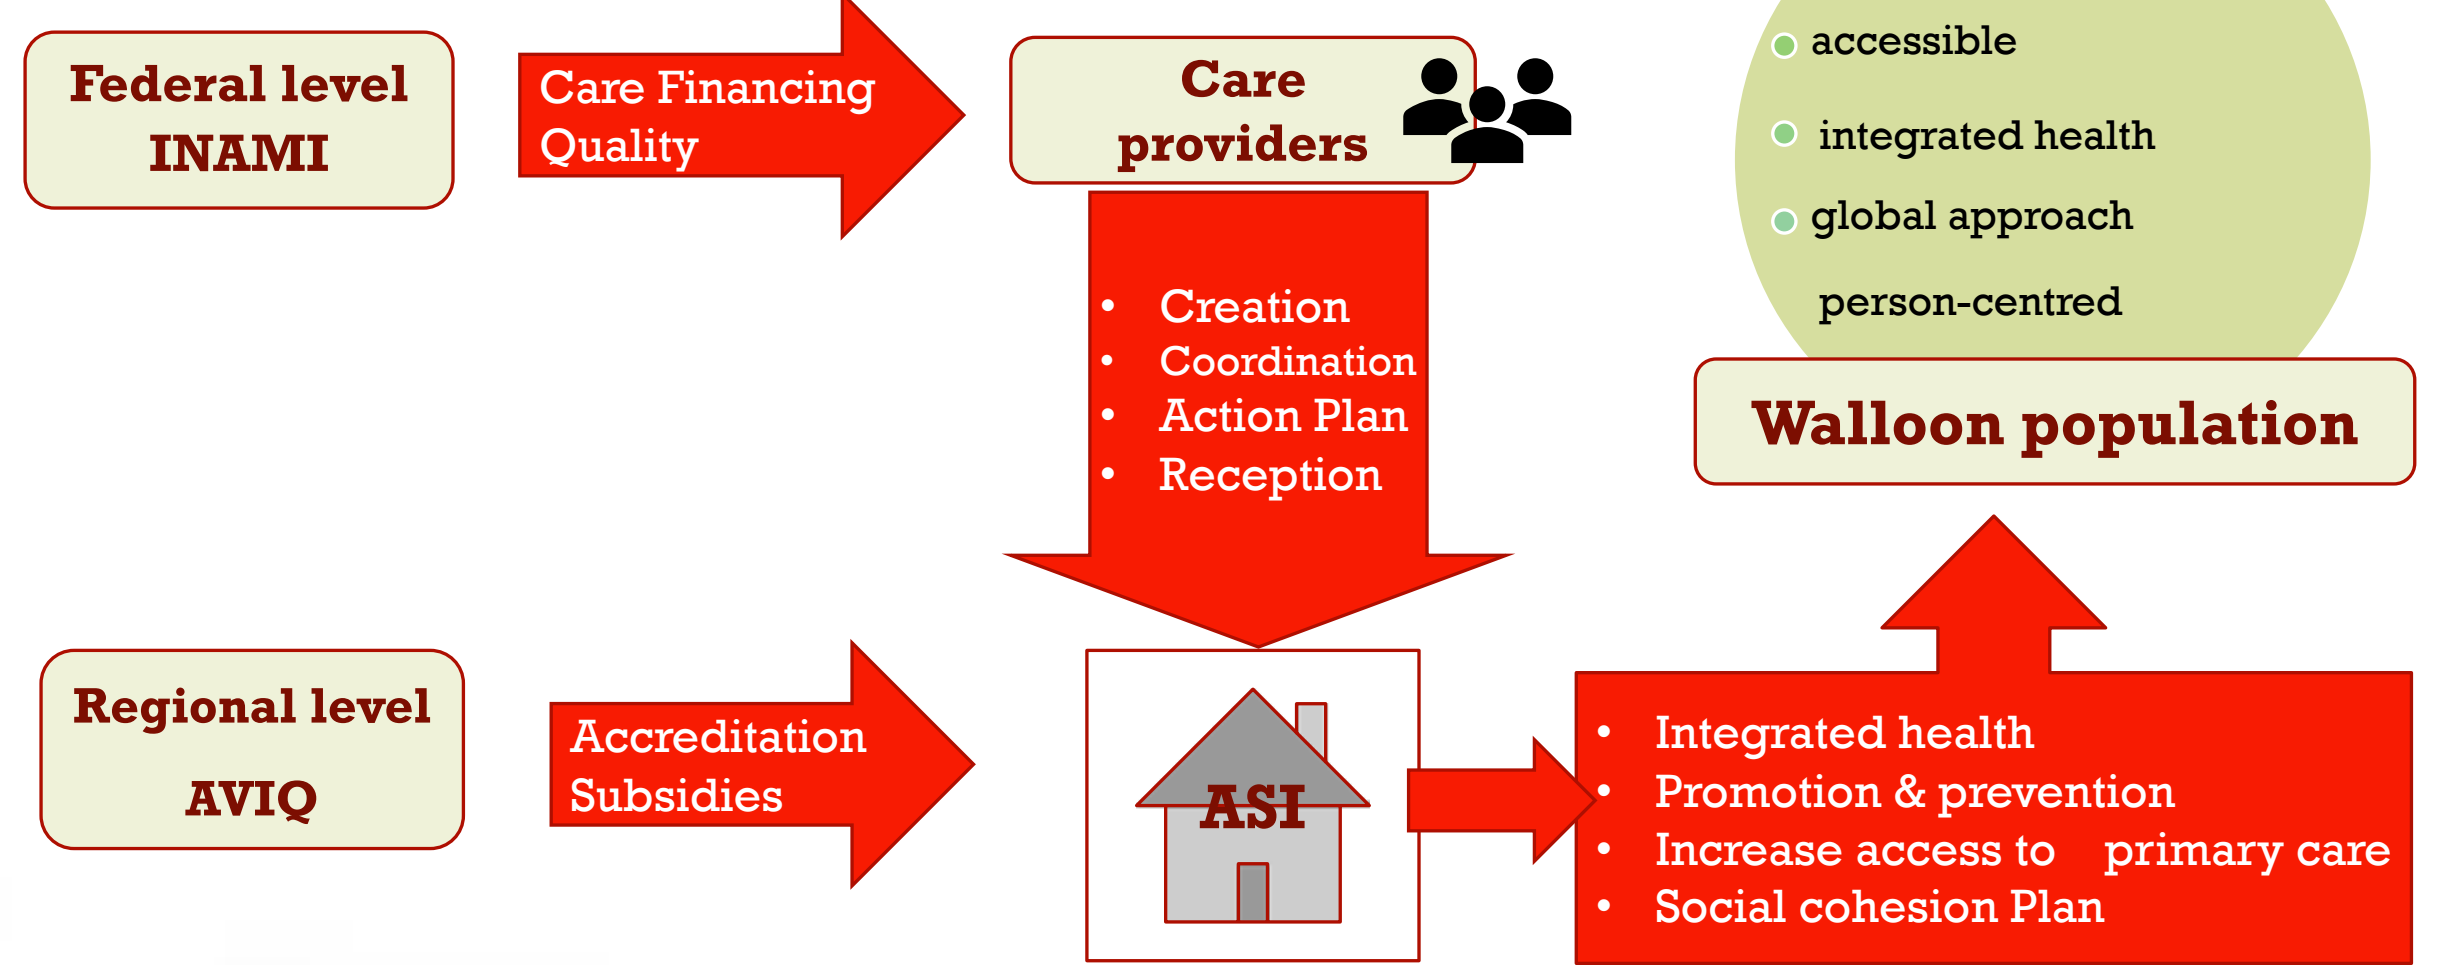 Federal level
INAMI
Care Financing
Quality
Care
providers
accessible
integrated health
global approach
person-centred
• Creation
• Coordination
• Action Plan
• Reception
Walloon population
Regional level
AVIQ
Accreditation
Subsidies
ASI
• Integrated health
• Promotion & prevention
• Increase access to primary care
• Social cohesion Plan